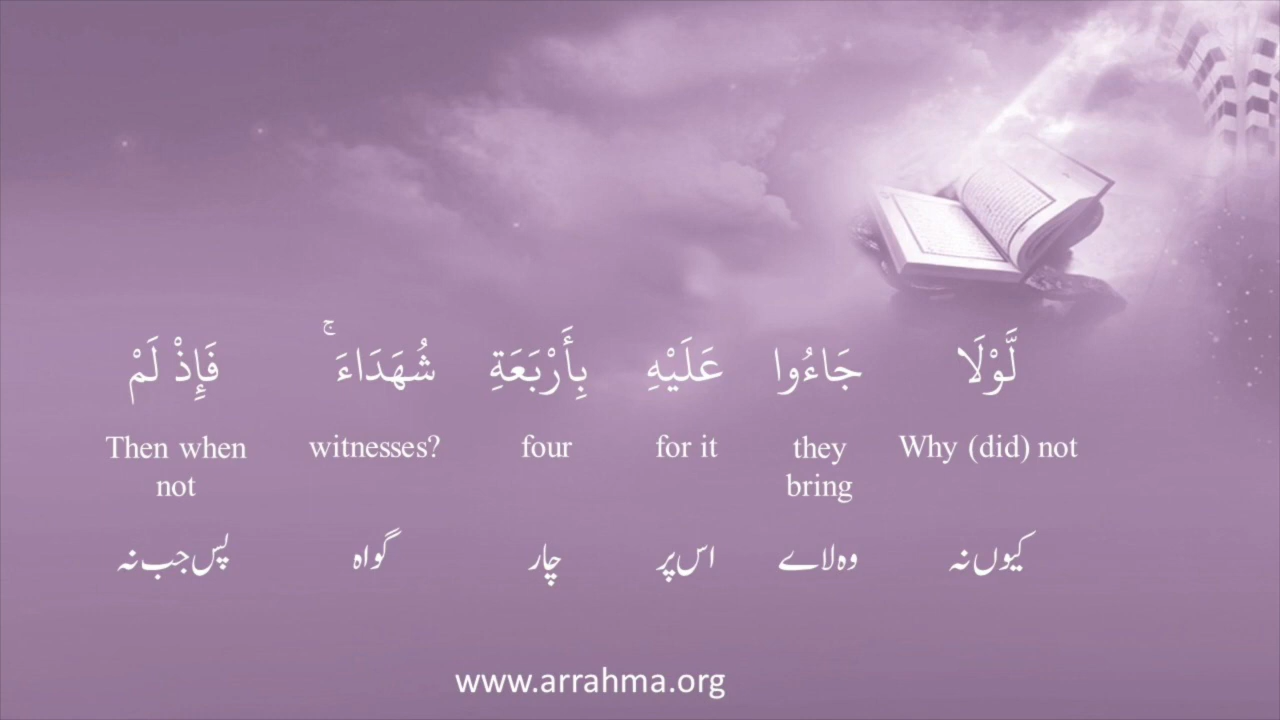 لَّوْلَا جَاءُوا عَلَيْهِ بِأَرْبَعَةِ شُهَدَاءَ ۚ فَإِذْ لَمْ
Why (did) not they bring for it four witnesses? Then when not
کیوں نہ وہ لاے اس پر چار گواہ پس جب نہ
www.arrahma.org